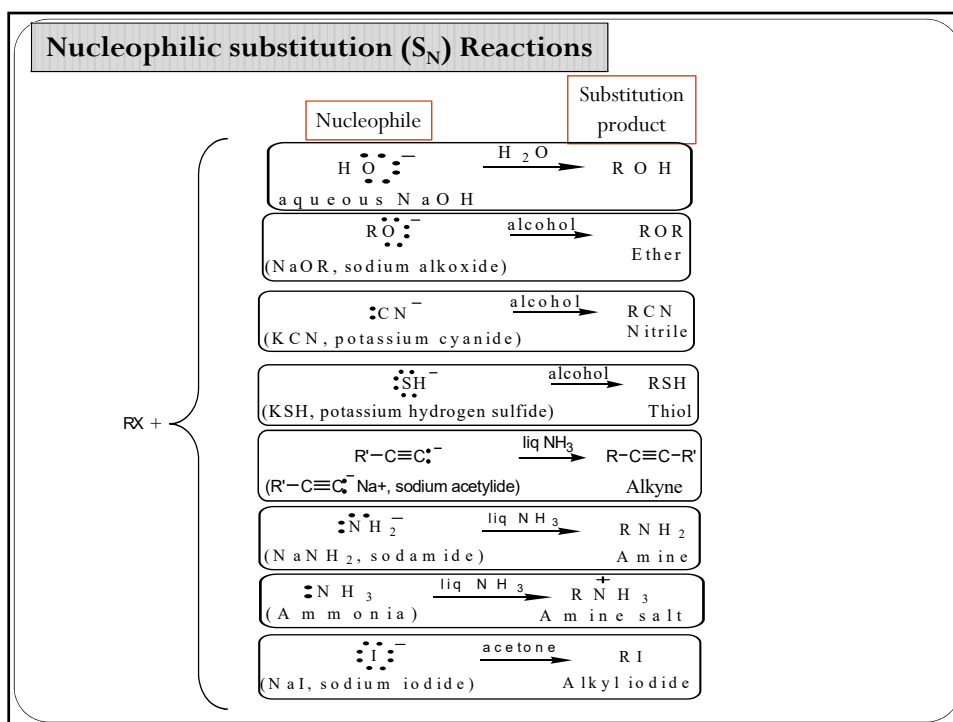 Nucleophilic substitution (SN) Reactions
Nucleophile
Substitution
product
HO− H2O ROH
aqueous NaOH
RO− alcohol ROR
(NaOR, sodium alkoxide) Ether
:CN− alcohol RCN
(KCN, potassium cyanide) Nitrile
SH− alcohol RSH
(KSH, potassium hydrogen sulfide) Thiol
RX +
R'−C≡C:− liq NH3 R−C≡C−R'
(R'−C≡C:− Na+, sodium acetylide) Alkyne
:NH2− liq NH3 RNH2
(NaNH2, sodamide) Amine
:NH3 liq NH3 RN+H3
(Ammonia) Amine salt
I− acetone RI
(NaI, sodium iodide) Alkyl iodide